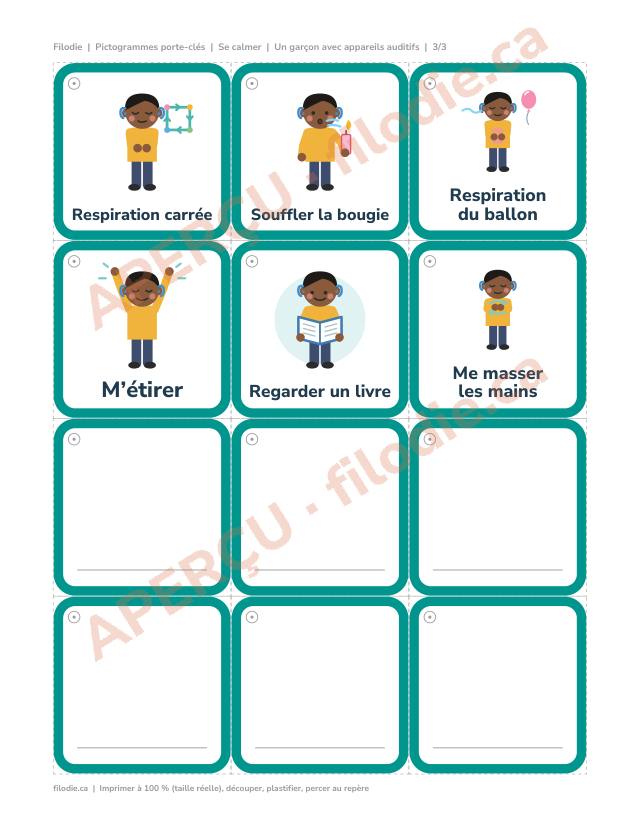 Filodie | Pictogrammes porte-clés | Se calmer | Un garçon avec appareils auditifs | 3/3
Respiration carrée
Souffler la bougie
Respiration
du ballon
M’étirer
Regarder un livre
Me masser
les mains
APERÇU · filodie.ca
APERÇU · filodie.ca
filodie.ca | Imprimer à 100 % (taille réelle), découper, plastifier, percer au repère